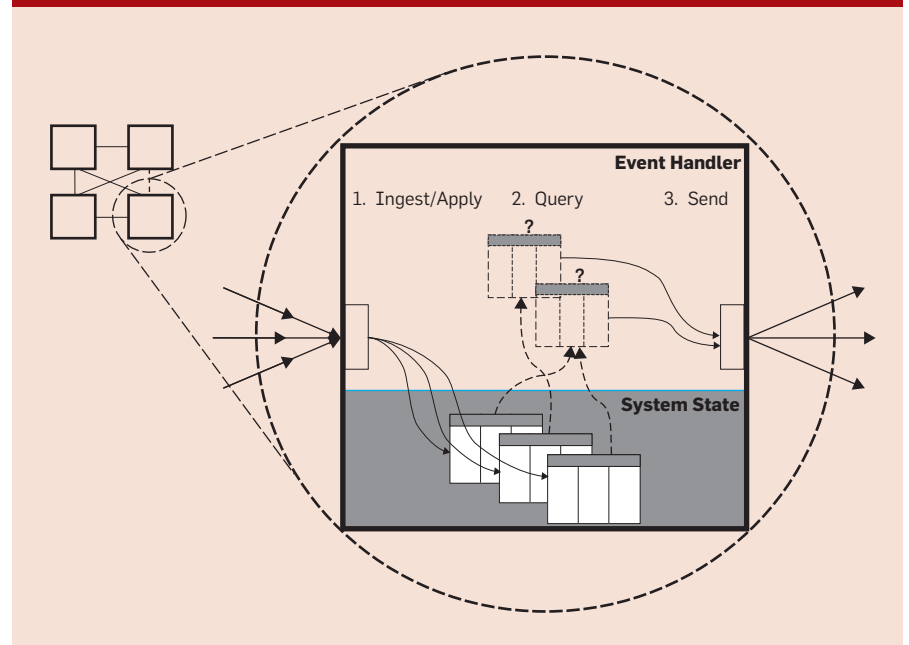 Event Handler
1. Ingest/Apply 2. Query 3. Send
?
?
System State